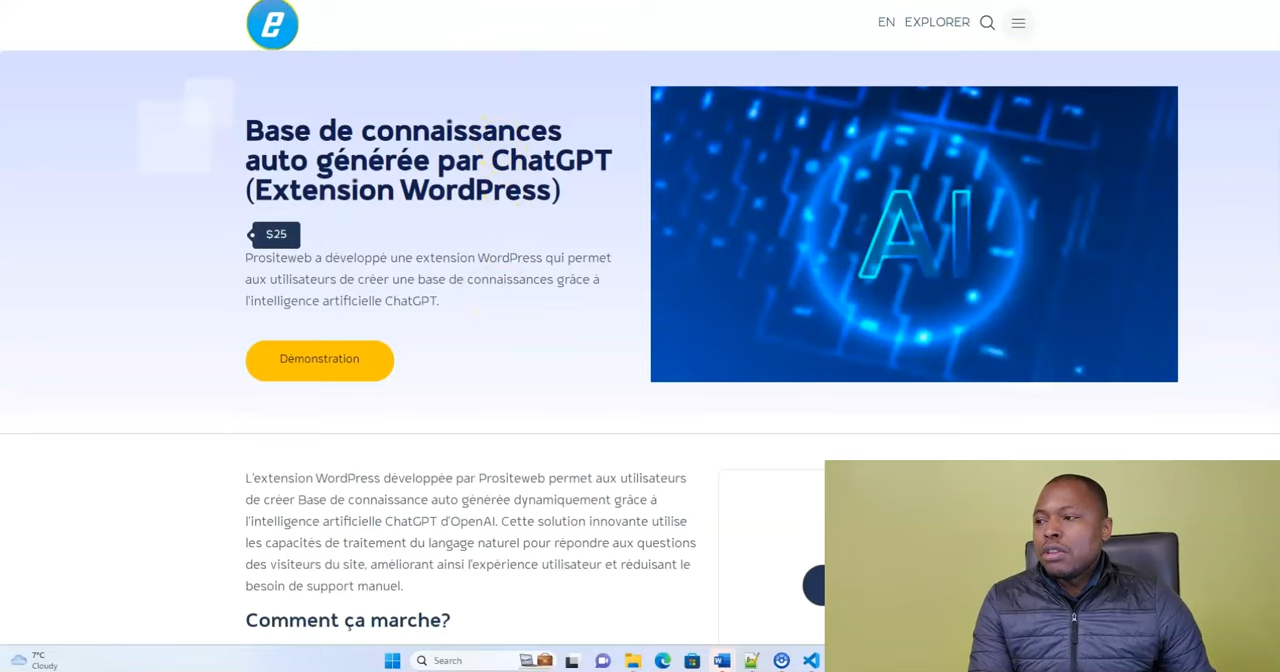 EN EXPLORER
Base de connaissances
auto générée par ChatGPT
(Extension WordPress)
$25
Prositeweb a développé une extension WordPress qui permet
aux utilisateurs de créer une base de connaissances grâce à
l'intelligence artificielle ChatGPT.
AI
Démonstration
L'extension WordPress développée par Prositeweb permet aux utilisateurs
de créer Base de connaissance auto générée dynamiquement grâce à
l'intelligence artificielle ChatGPT d'OpenAI. Cette solution innovante utilise
les capacités de traitement du langage naturel pour répondre aux questions
des visiteurs du site, améliorant ainsi l'expérience utilisateur et réduisant le
besoin de support manuel.
Comment ça marche?
7°C
Cloudy
Search